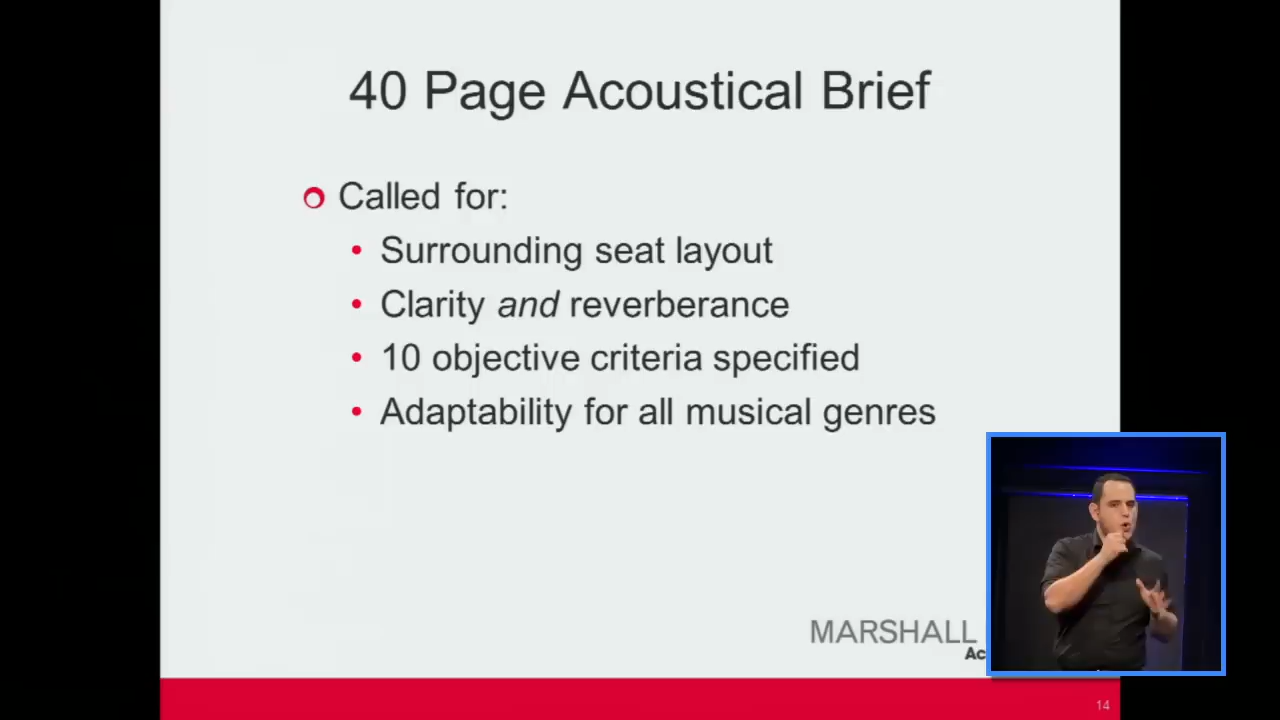 40 Page Acoustical Brief
Called for:
Surrounding seat layout
Clarity and reverberance
10 objective criteria specified
Adaptability for all musical genres
MARSHALL
14